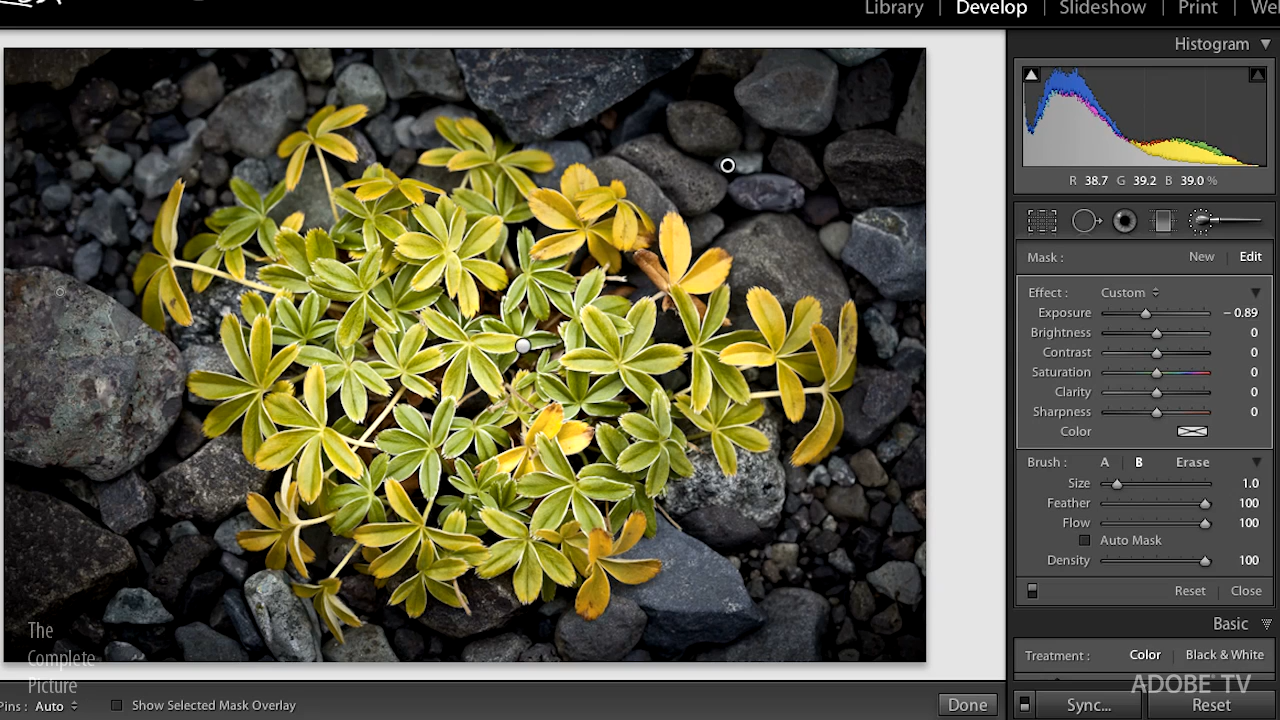 Library | Develop | Slideshow | Print |
Histogram
R 38.7 G 39.2 B 39.0 %
Mask : New | Edit
Effect : Custom
Exposure − 0.89
Brightness 0
Contrast 0
Saturation 0
Clarity 0
Sharpness 0
Color
Brush : A | B Erase
Size 1.0
Feather 100
Flow 100
Auto Mask
Density 100
Reset Close
Basic
Treatment : Color | Black & White
The
Complete
Picture
ADOBE TV
Pins : Auto Show Selected Mask Overlay Done Sync... Reset